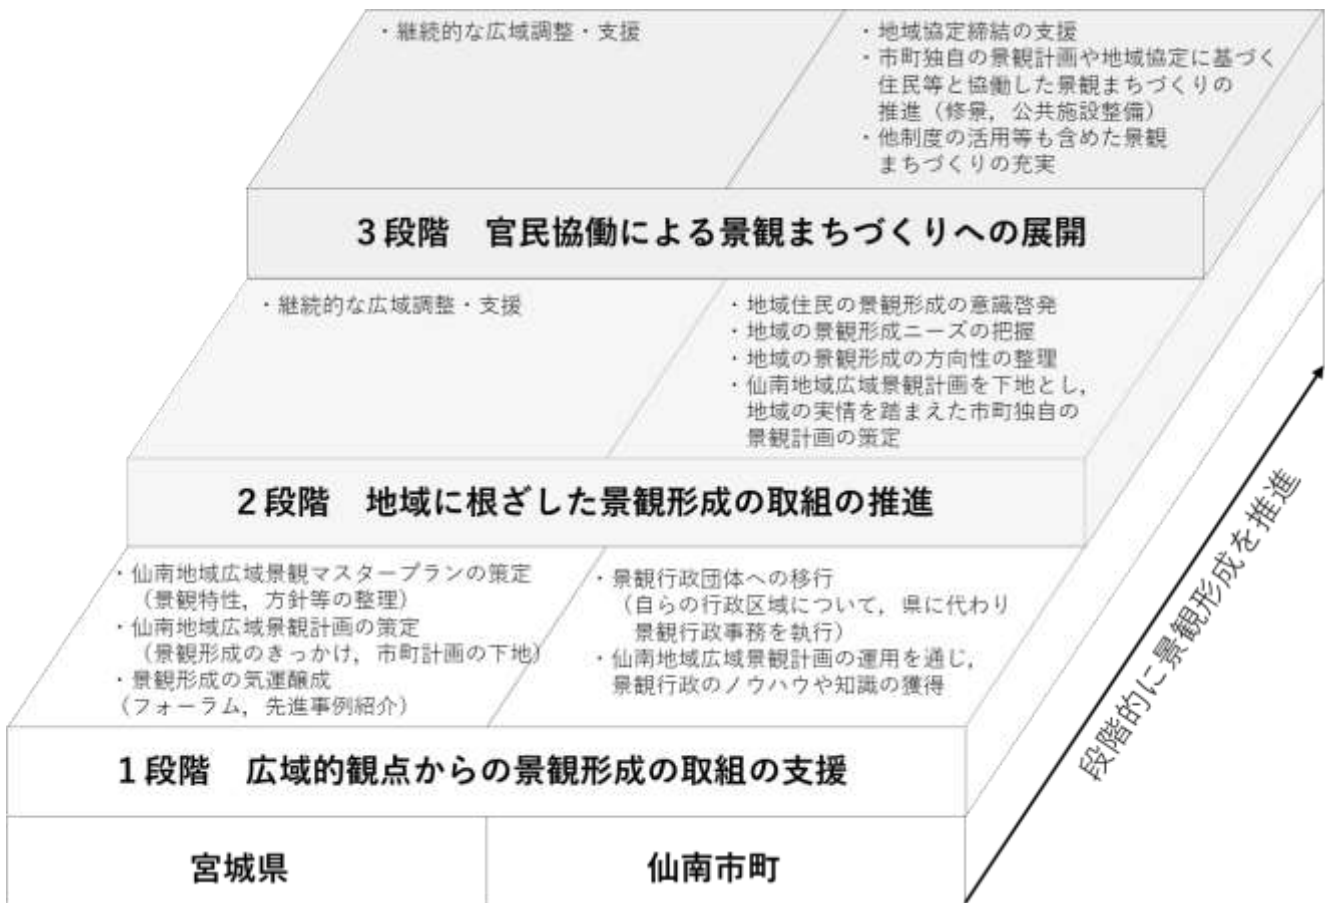 ・継続的な広域調整・支援
・地域協定締結の支援
・市町独自の景観計画や地域協定に基づく
住民等と協働した景観まちづくりの
推進（修景，公共施設整備）
・他制度の活用等も含めた景観
まちづくりの充実
３段階　官民協働による景観まちづくりへの展開
・継続的な広域調整・支援
・地域住民の景観形成の意識啓発
・地域の景観形成ニーズの把握
・地域の景観形成の方向性の整理
・仙南地域広域景観計画を下地とし，
地域の実情を踏まえた市町独自の
景観計画の策定
２段階　地域に根ざした景観形成の取組の推進
・仙南地域広域景観マスタープランの策定
（景観特性，方針等の整理）
・仙南地域広域景観計画の策定
（景観形成のきっかけ，市町計画の下地）
・景観形成の気運醸成
（フォーラム，先進事例紹介）
・景観行政団体への移行
（自らの行政区域について，県に代わり
景観行政事務を執行）
・仙南地域広域景観計画の運用を通じ，
景観行政のノウハウや知識の獲得
１段階　広域的観点からの景観形成の取組の支援
宮城県
仙南市町
段階的に景観形成を推進